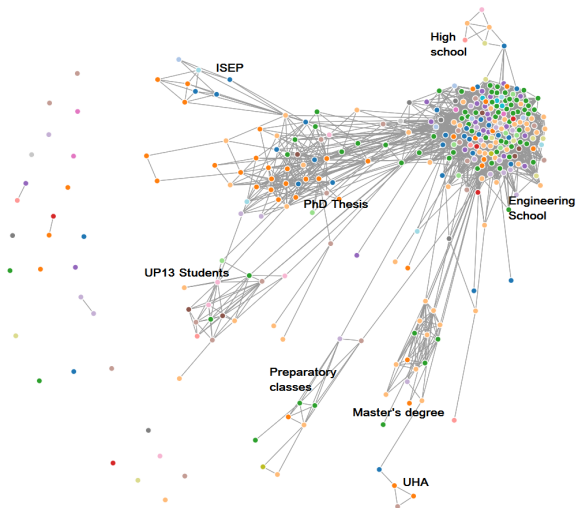 High
school
ISEP
PhD Thesis
Engineering
School
UP13 Students
Preparatory
classes
Master's degree
UHA